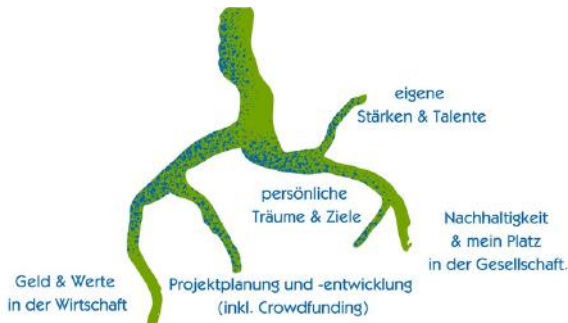 eigene
Stärken & Talente
persönliche
Träume & Ziele
Nachhaltigkeit
& mein Platz
in der Gesellschaft.
Geld & Werte
in der Wirtschaft
Projektplanung und -entwicklung
(inkl. Crowdfunding)